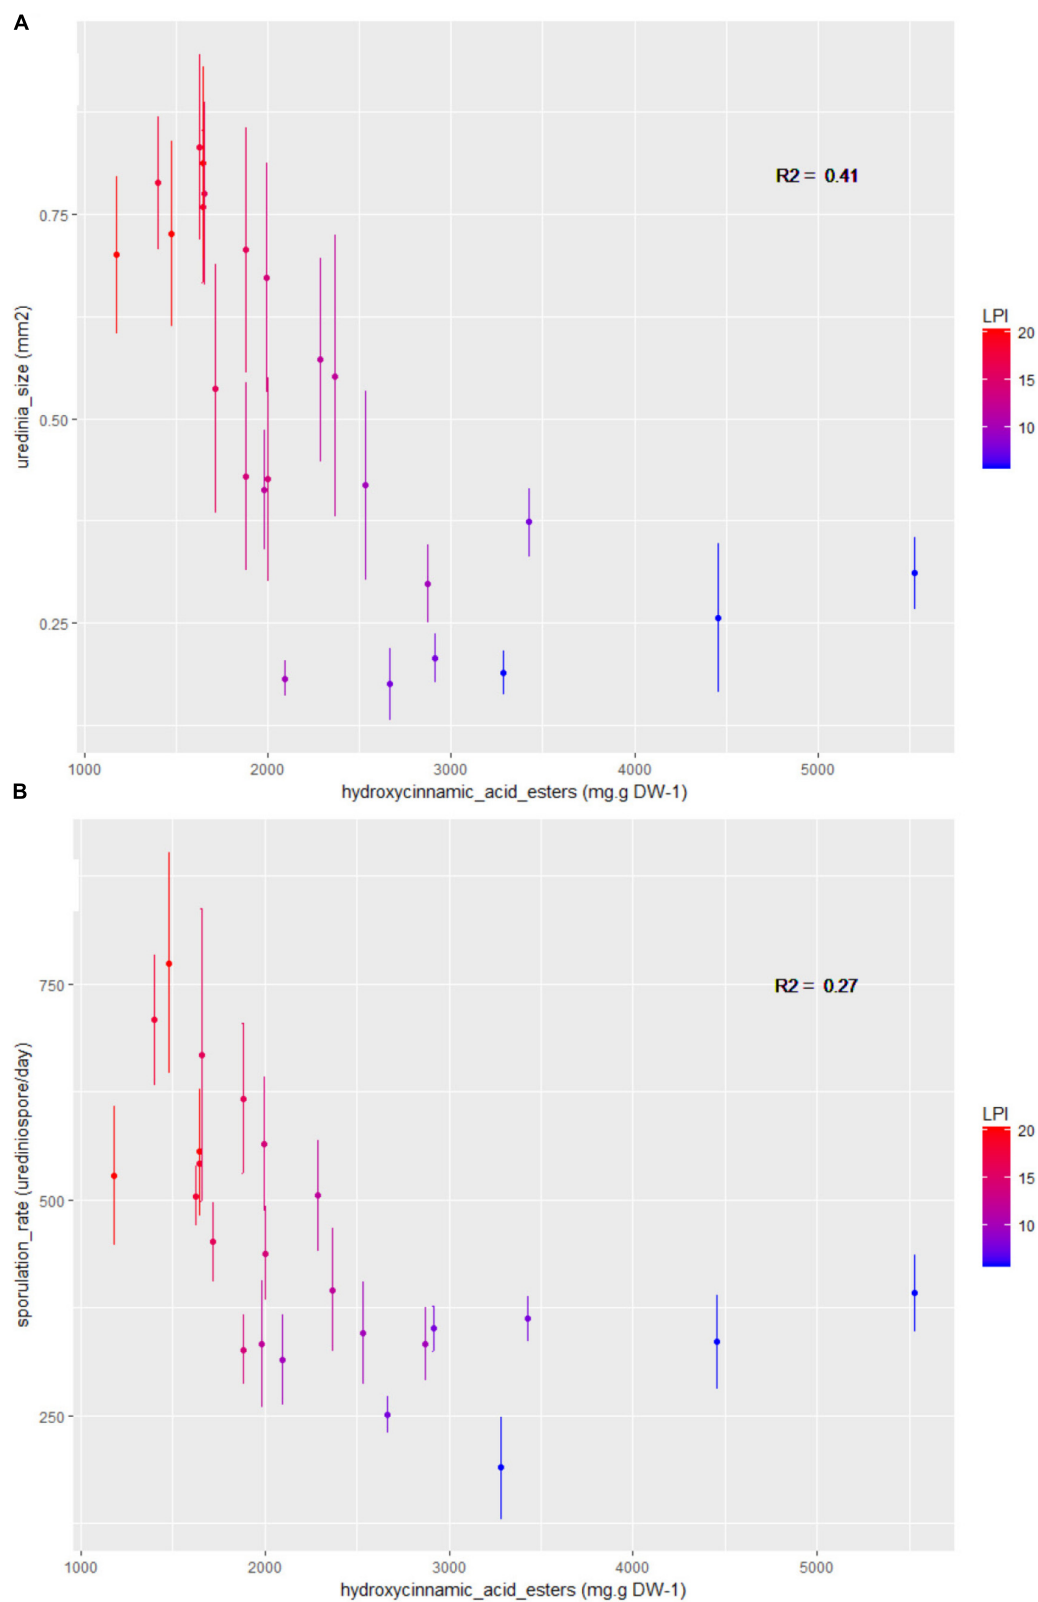 A
R2 = 0.41
0.75
0.50
0.25
uredinia_size (mm2)
1000 2000 3000 4000 5000
hydroxycinnamic_acid_esters (mg.g DW-1)
LPI
20
15
10
B
R2 = 0.27
750
500
250
sporulation_rate (urediniospore/day)
1000 2000 3000 4000 5000
hydroxycinnamic_acid_esters (mg.g DW-1)
LPI
20
15
10